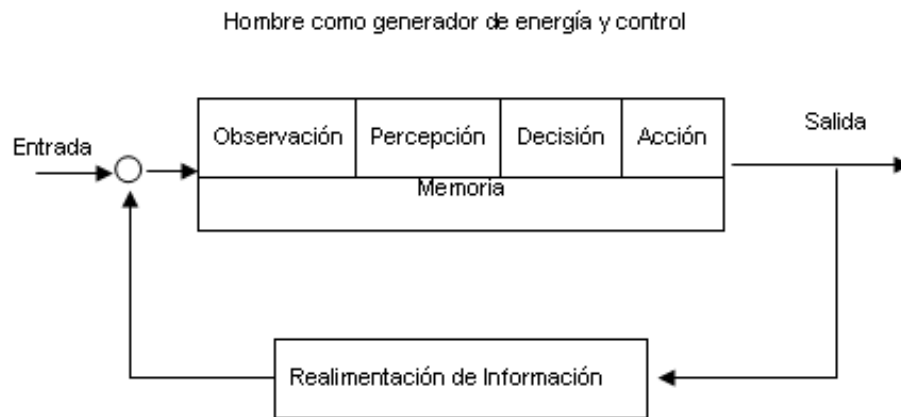 Hombre como generador de energía y control
Entrada
Observación
Percepción
Decisión
Acción
Salida
Memoria
Realimentación de Información